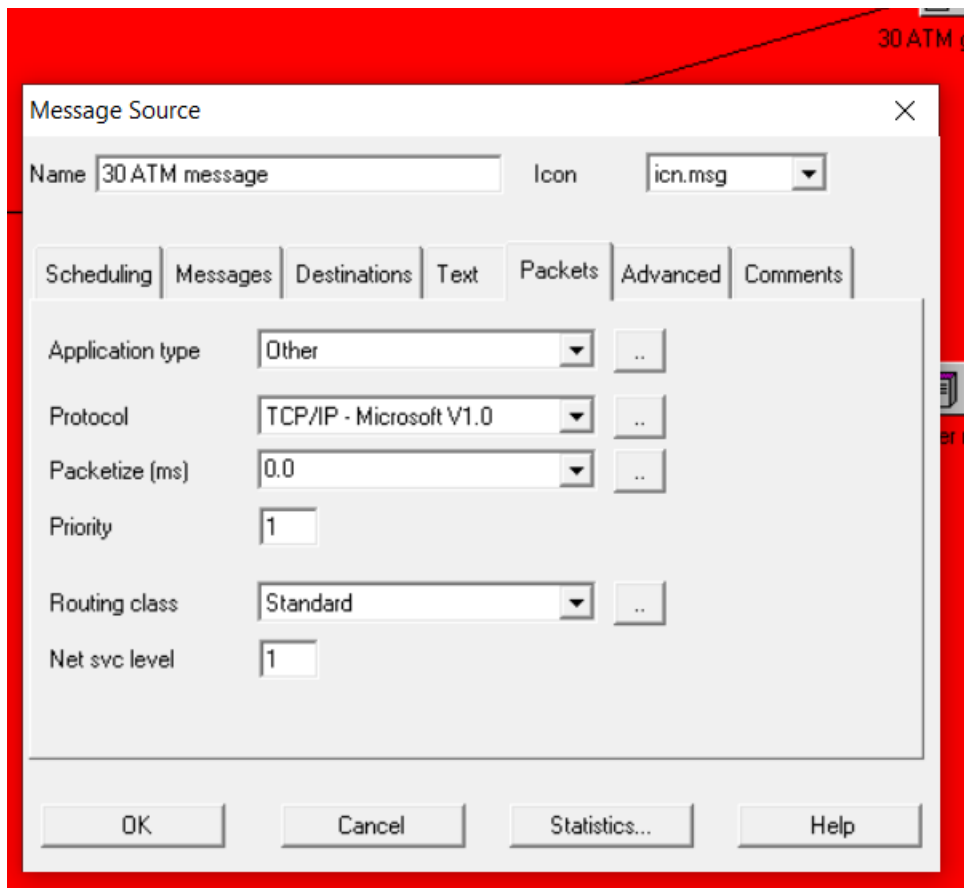 30 ATM
Message Source
Name 30 ATM message Icon icn.msg
Scheduling Messages Destinations Text Packets Advanced Comments
Application type Other ..
Protocol TCP/IP - Microsoft V1.0 ..
Packetize (ms) 0.0 ..
Priority 1
Routing class Standard ..
Net svc level 1
OK Cancel Statistics... Help